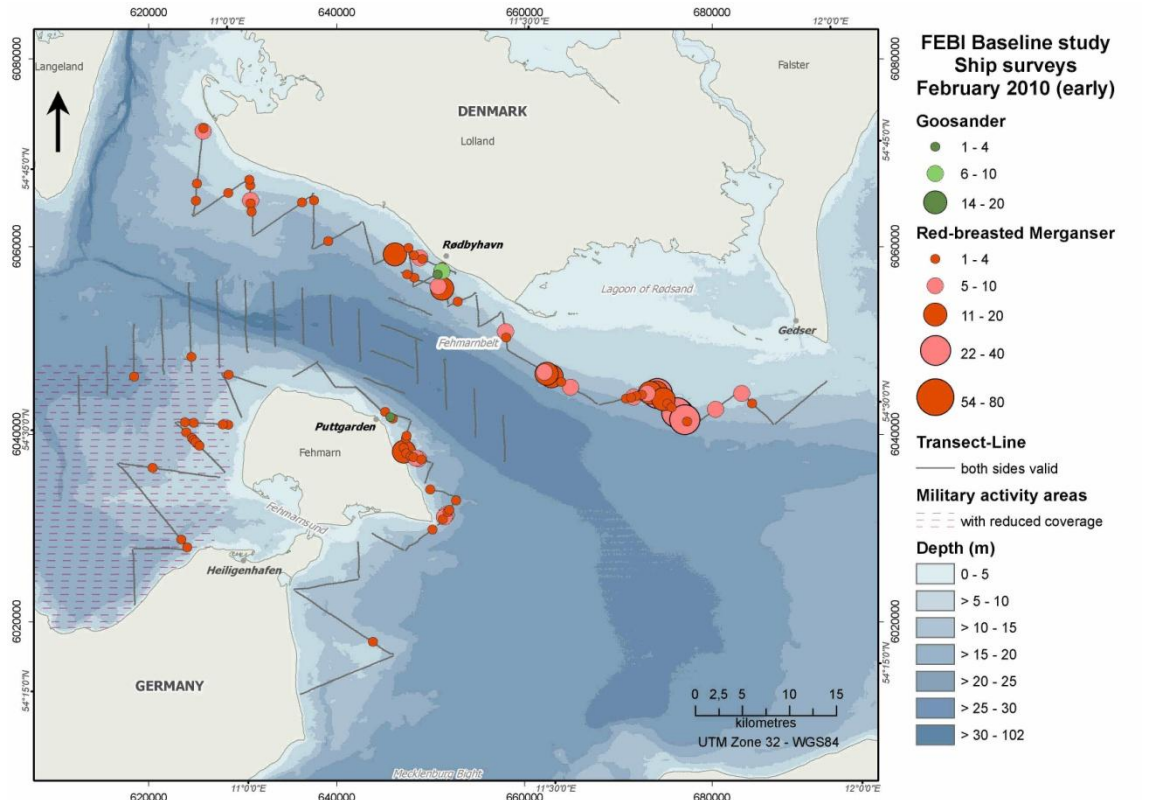 620000
640000
660000
680000
11°0'0"E
11°30'0"E
12°0'0"E
6080000
6080000
Langeland
Falster
DENMARK
Lolland
54°45'0"N
54°45'0"N
6060000
6060000
Rødbyhavn
Lagoon of Rødsand
Gedser
Fehmarnbelt
54°30'0"N
54°30'0"N
6040000
6040000
Puttgarden
Fehmarn
Fehmarnsund
Heiligenhafen
6020000
6020000
54°15'0"N
54°15'0"N
GERMANY
0 2,5 5 10 15
kilometres
UTM Zone 32 - WGS84
Mecklenburg Bight
620000
640000
660000
680000
11°0'0"E
11°30'0"E
12°0'0"E
FEBI Baseline study
Ship surveys
February 2010 (early)
Goosander
1 - 4
6 - 10
14 - 20
Red-breasted Merganser
1 - 4
5 - 10
11 - 20
22 - 40
54 - 80
Transect-Line
both sides valid
Military activity areas
with reduced coverage
Depth (m)
0 - 5
> 5 - 10
> 10 - 15
> 15 - 20
> 20 - 25
> 25 - 30
> 30 - 102